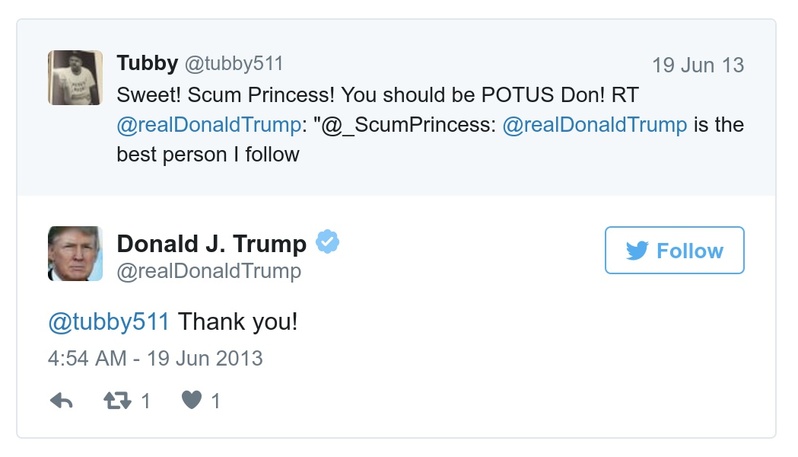 Tubby @tubby511 19 Jun 13
Sweet! Scum Princess! You should be POTUS Don! RT
@realDonaldTrump: "@_ScumPrincess: @realDonaldTrump is the
best person I follow
Donald J. Trump
@realDonaldTrump
Follow
@tubby511 Thank you!
4:54 AM - 19 Jun 2013
1 1